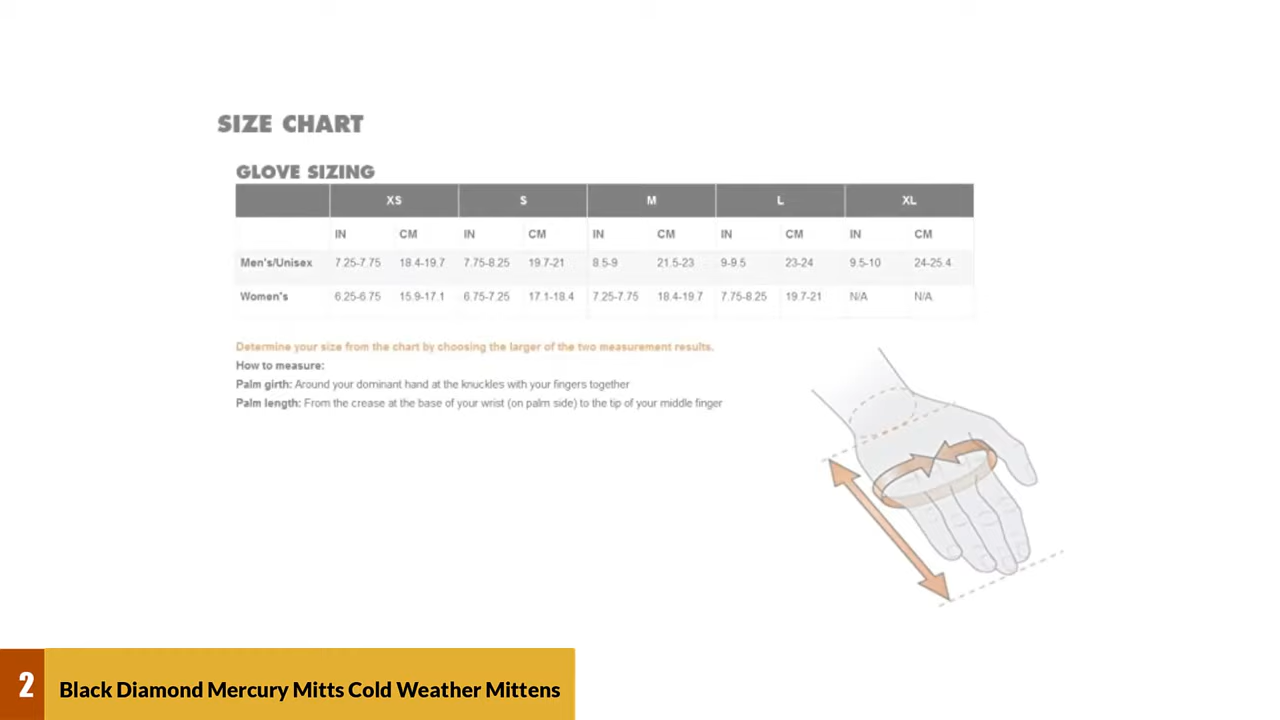 SIZE CHART
GLOVE SIZING
XS S M L XL
IN CM IN CM IN CM IN CM IN CM
Men's/Unisex 7.25-7.75 18.4-19.7 7.75-8.25 19.7-21 8.5-9 21.5-23 9-9.5 23-24 9.5-10 24-25.4
Women's 6.25-6.75 15.9-17.1 6.75-7.25 17.1-18.4 7.25-7.75 18.4-19.7 7.75-8.25 19.7-21 N/A N/A
Determine your size from the chart by choosing the larger of the two measurement results.
How to measure:
Palm girth: Around your dominant hand at the knuckles with your fingers together
Palm length: From the crease at the base of your wrist (on palm side) to the tip of your middle finger
2 Black Diamond Mercury Mitts Cold Weather Mittens